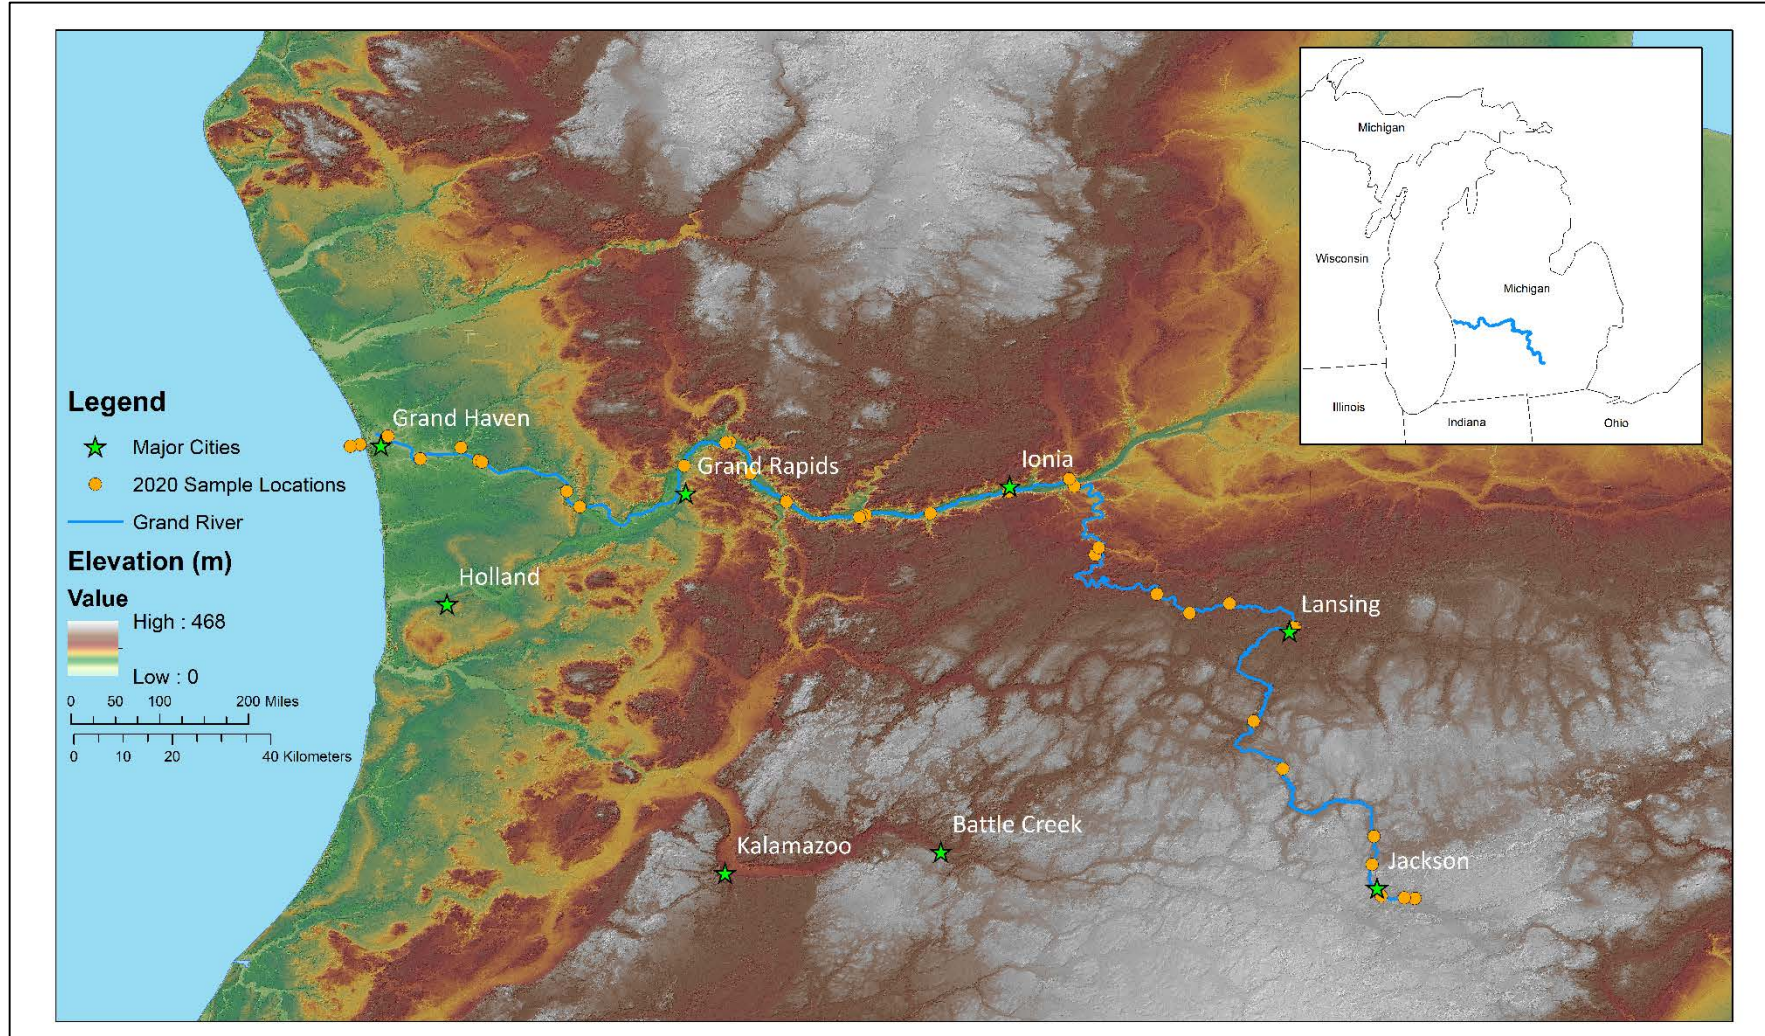 Michigan
Wisconsin
Michigan
Illinois
Indiana
Ohio
Legend
Major Cities
2020 Sample Locations
Grand River
Elevation (m)
Value
High : 468
Low : 0
0 50 100 200 Miles
0 10 20 40 Kilometers
Grand Haven
Grand Rapids
Ionia
Holland
Lansing
Battle Creek
Kalamazoo
Jackson